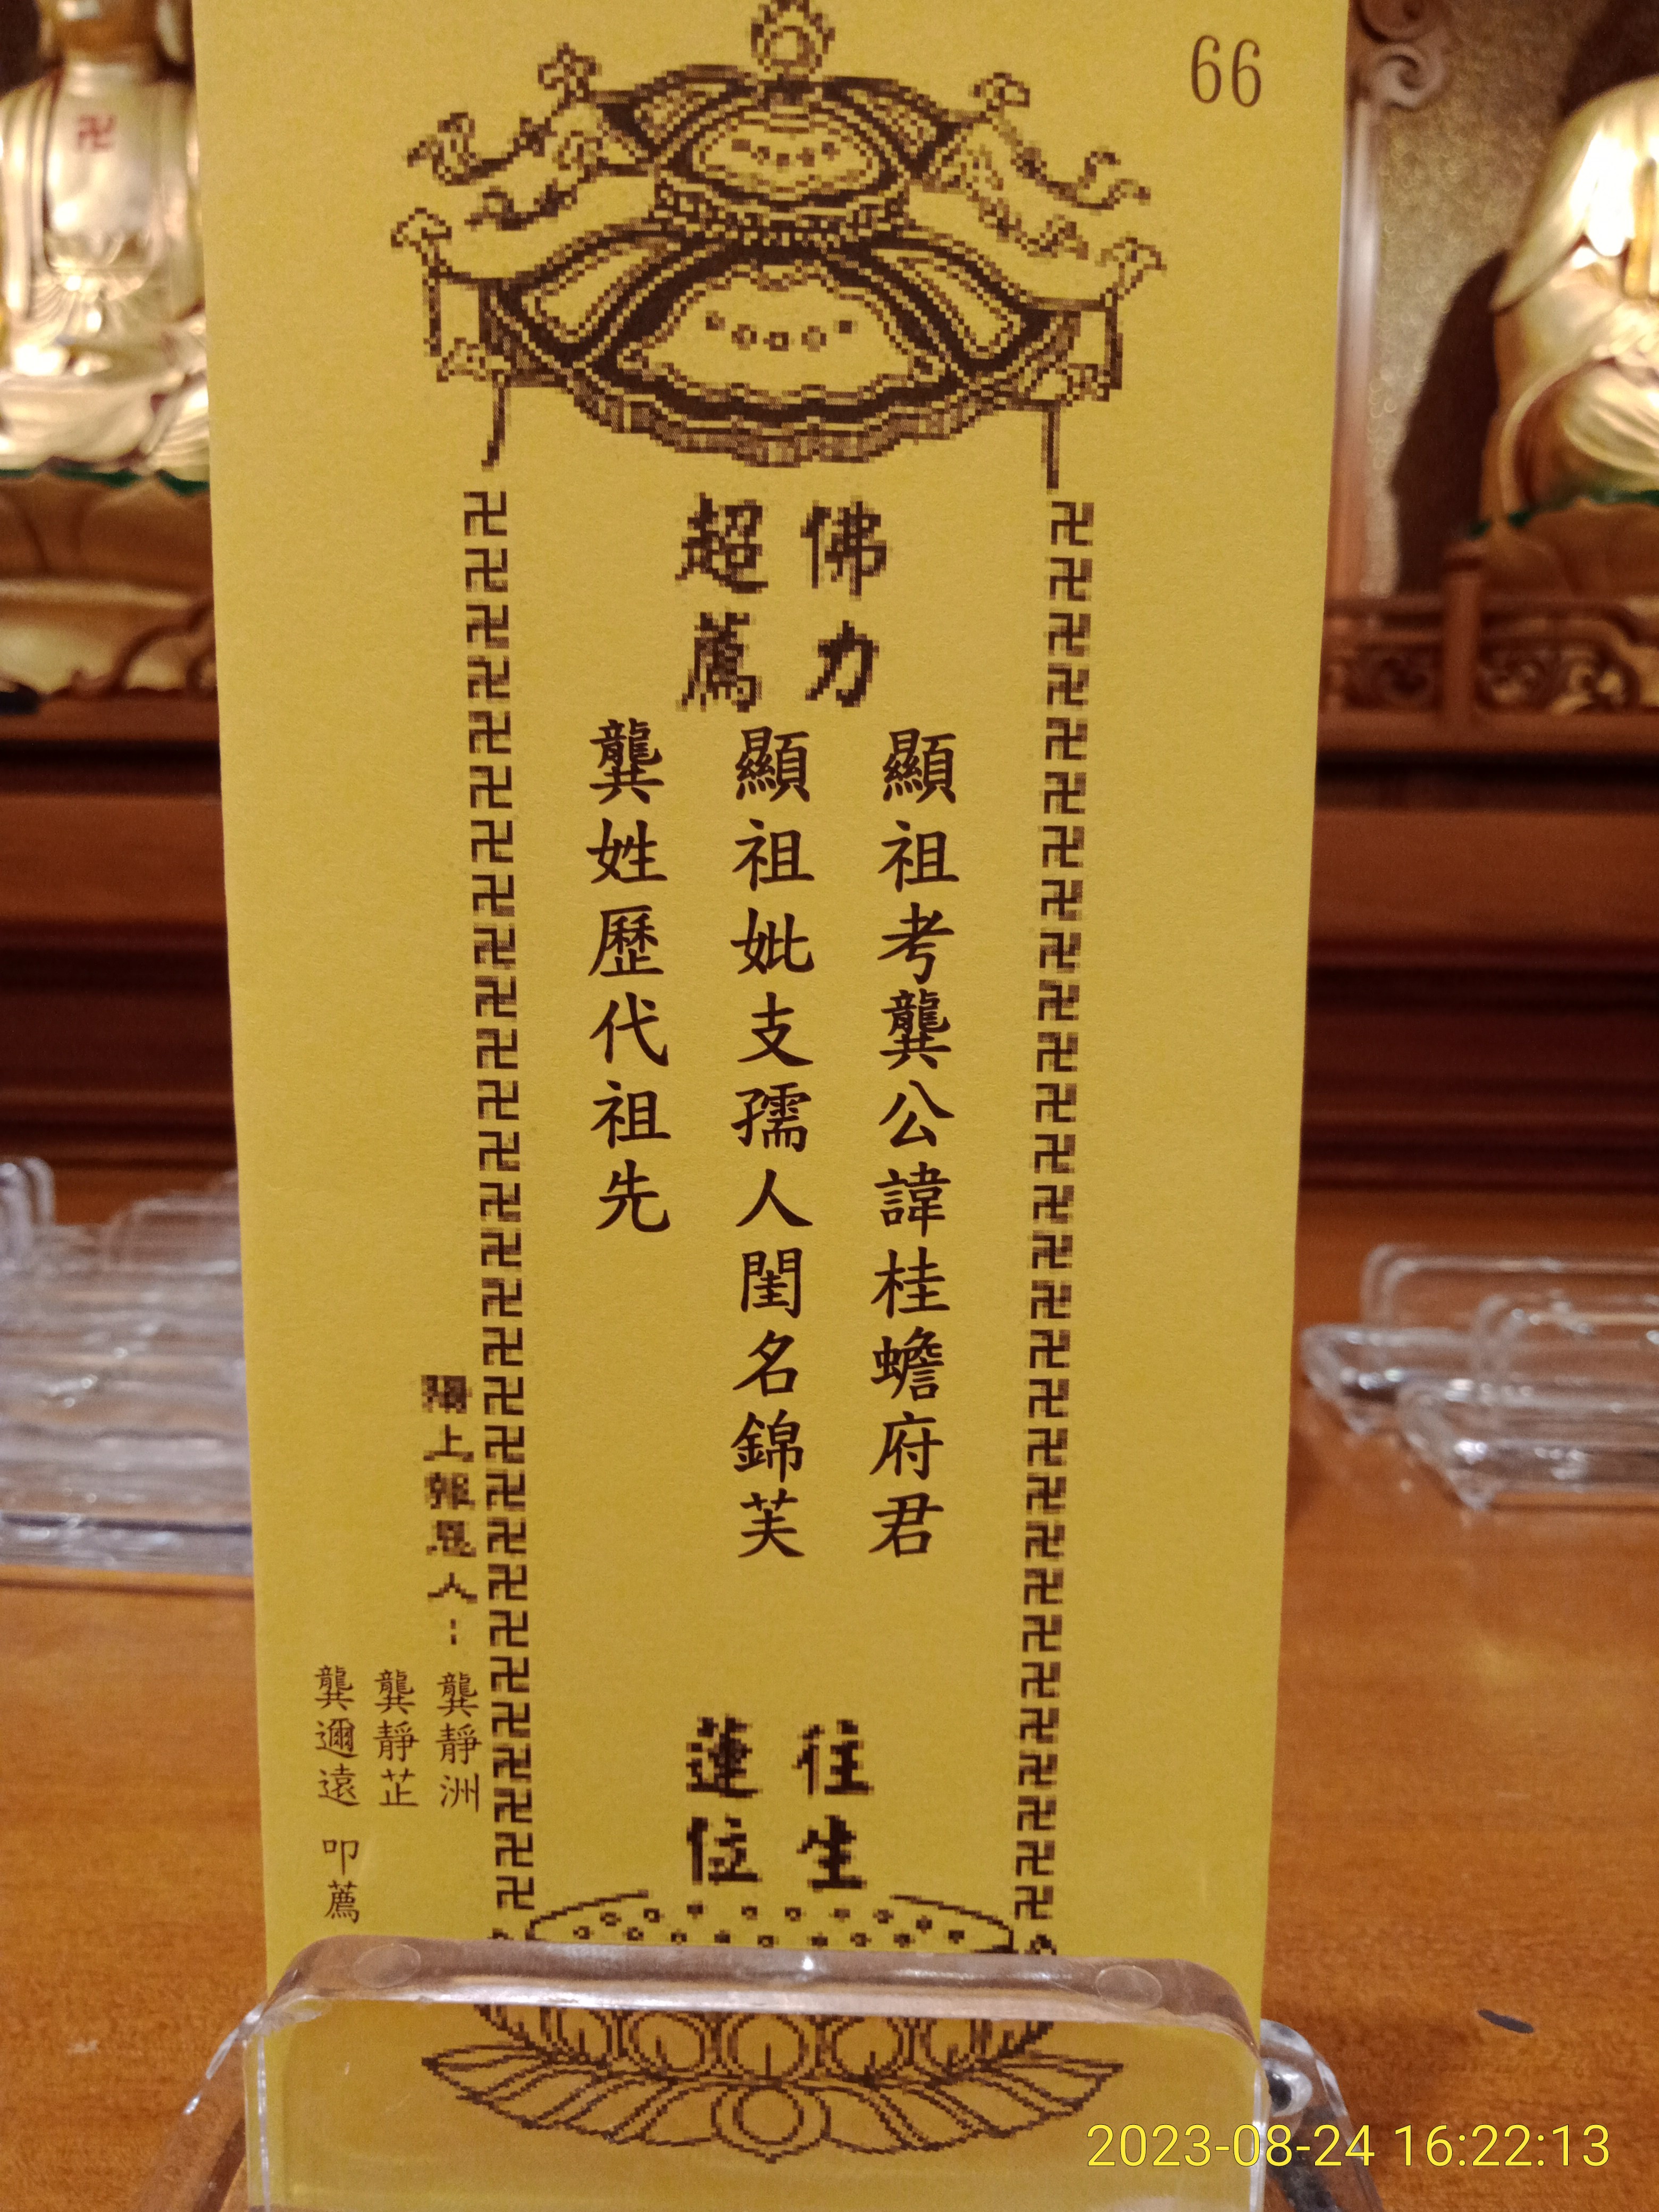 66
佛力
超薦
顯祖考龔公諱桂蟾府君
顯祖妣支孺人閨名錦芙
龔姓歷代祖先
往生
蓮位
陽上報恩人：
龔靜洲
龔靜芷
龔邇遠 叩薦
2023-08-24 16:22:13